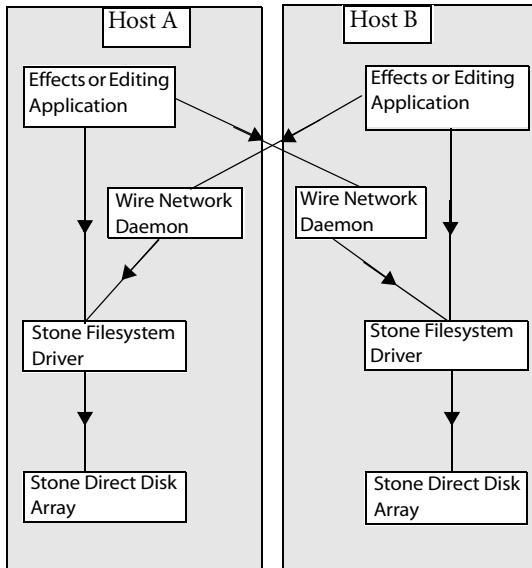 Host A
Effects or Editing
Application
Wire Network
Daemon
Stone Filesystem
Driver
Stone Direct Disk
Array
Host B
Effects or Editing
Application
Wire Network
Daemon
Stone Filesystem
Driver
Stone Direct Disk
Array